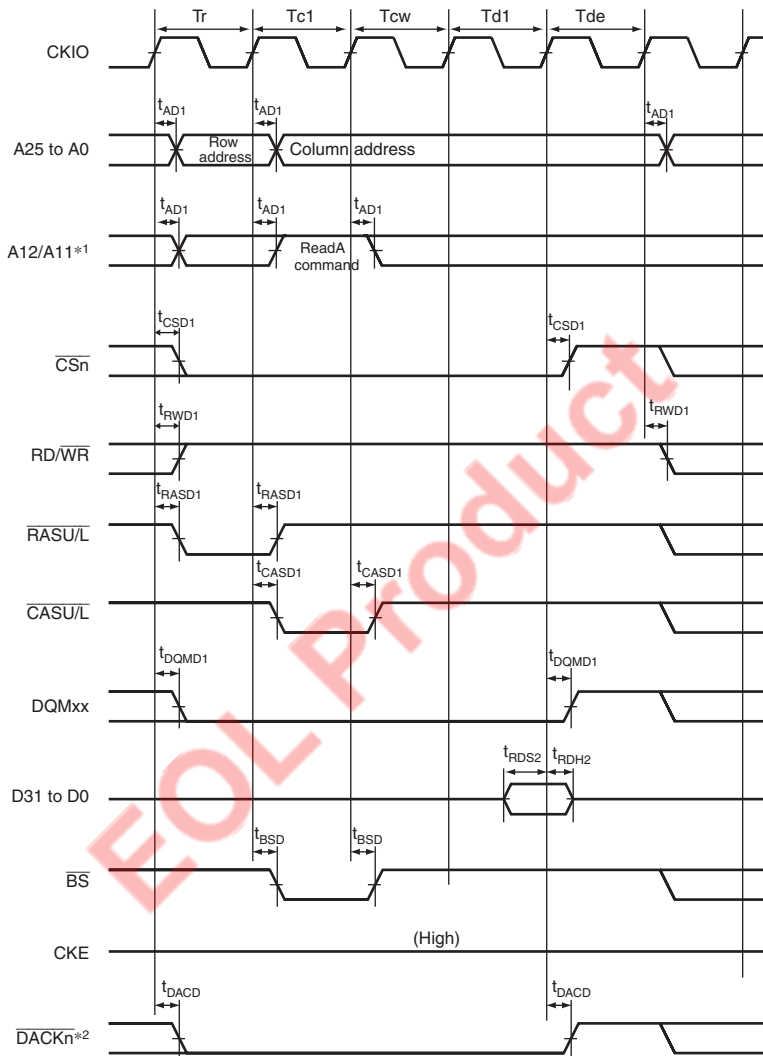 Tr Tc1 Tcw Td1 Tde
CKIO
tAD1 tAD1 tAD1
A25 to A0 Row address Column address
tAD1 tAD1 tAD1
A12/A11*1 ReadA command
tCSD1 tCSD1
CSn
tRWD1 tRWD1
RD/WR
tRASD1 tRASD1
RASU/L
tCASD1 tCASD1
CASU/L
tDQMD1 tDQMD1
DQMxx
tRDS2 tRDH2
D31 to D0
tBSD tBSD
BS
(High)
CKE
tDACD tDACD
DACKn*2
EOL Product